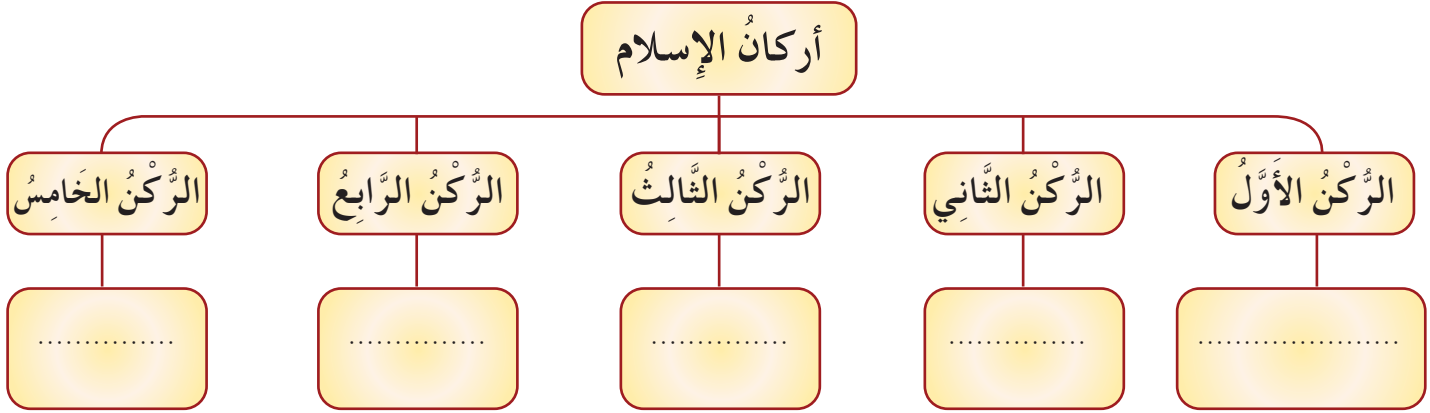 أركانُ الإِسلام
الرُّكْنُ الأَوَّلُ
الرُّكْنُ الثَّانِي
الرُّكْنُ الثَّالِثُ
الرُّكْنُ الرَّابِعُ
الرُّكْنُ الخَامِسُ
......................
...............
...............
...............
...............